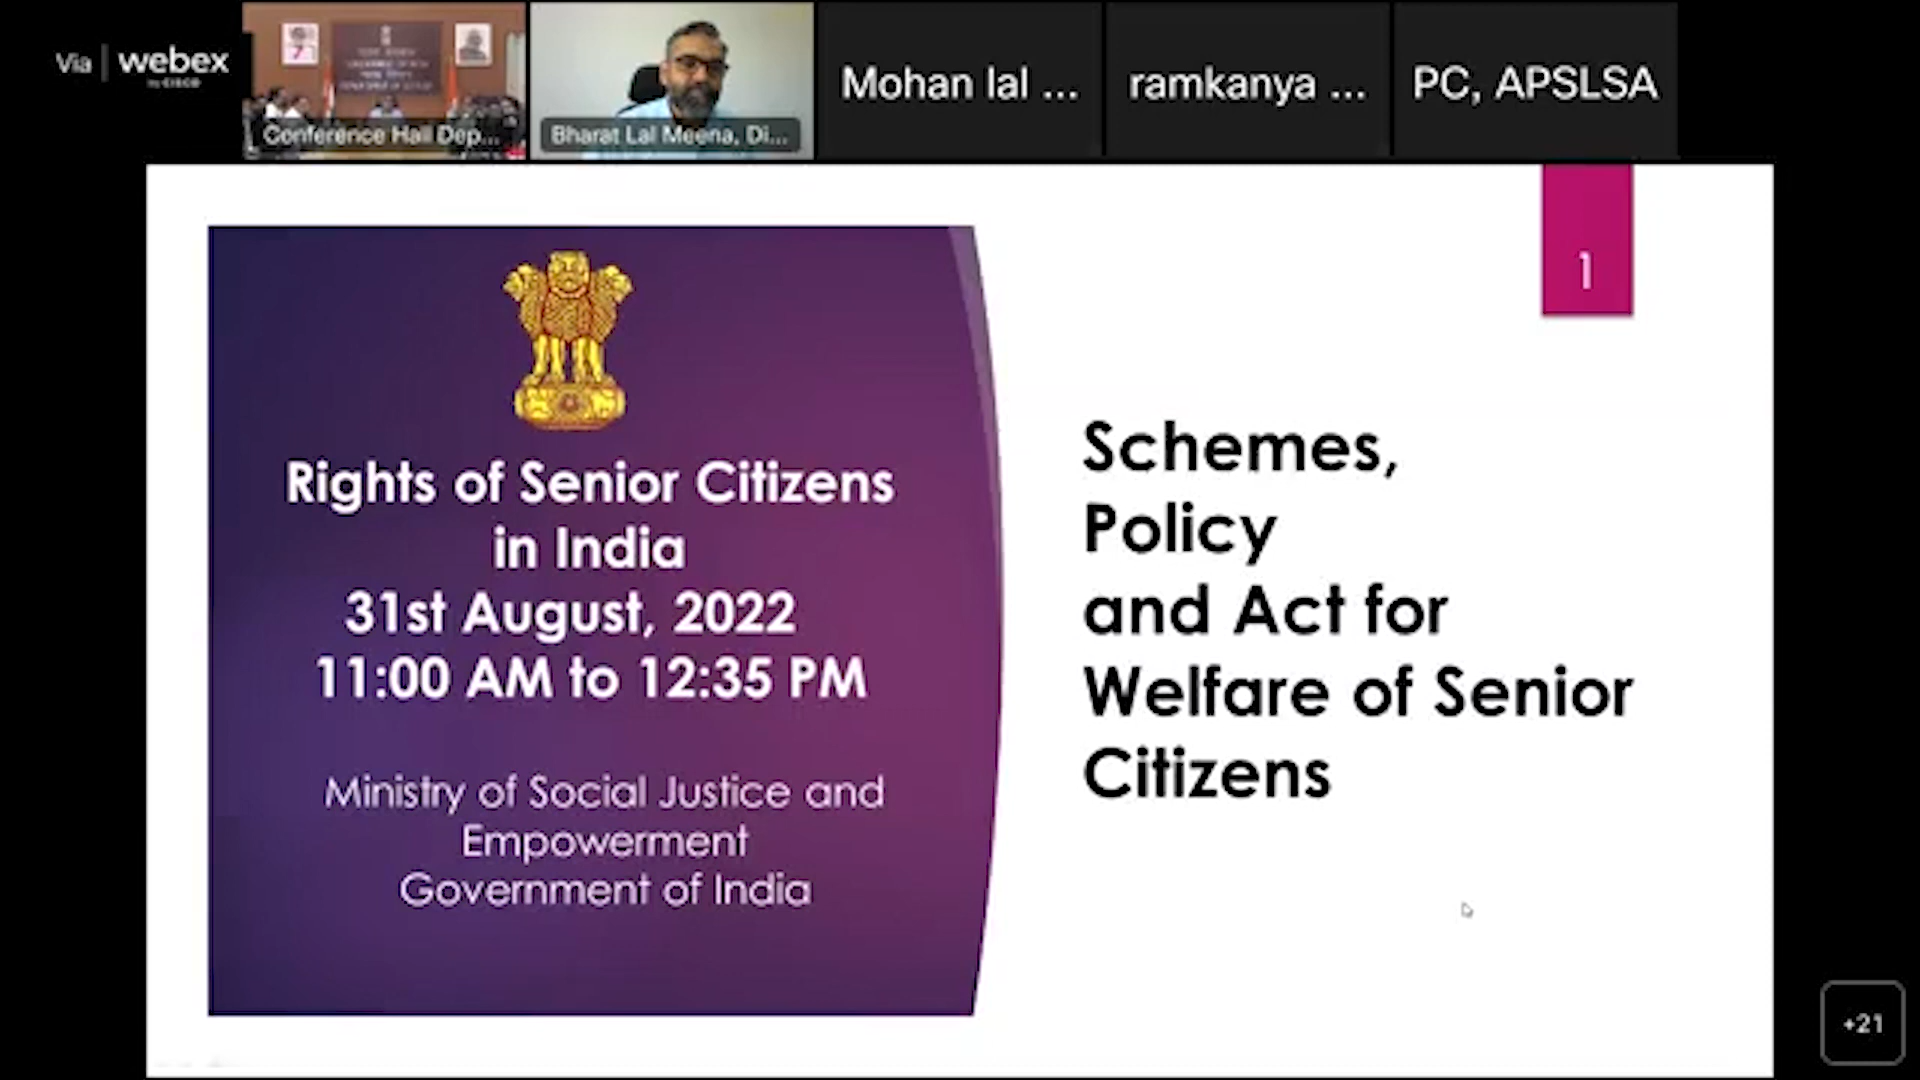 Via webex
by CISCO
Conference Hall Dep...
Bharat Lal Meena, Di...
Mohan lal ...
ramkanya ...
PC, APSLSA
1
Rights of Senior Citizens
in India
31st August, 2022
11:00 AM to 12:35 PM
Ministry of Social Justice and
Empowerment
Government of India
Schemes,
Policy
and Act for
Welfare of Senior
Citizens
+21